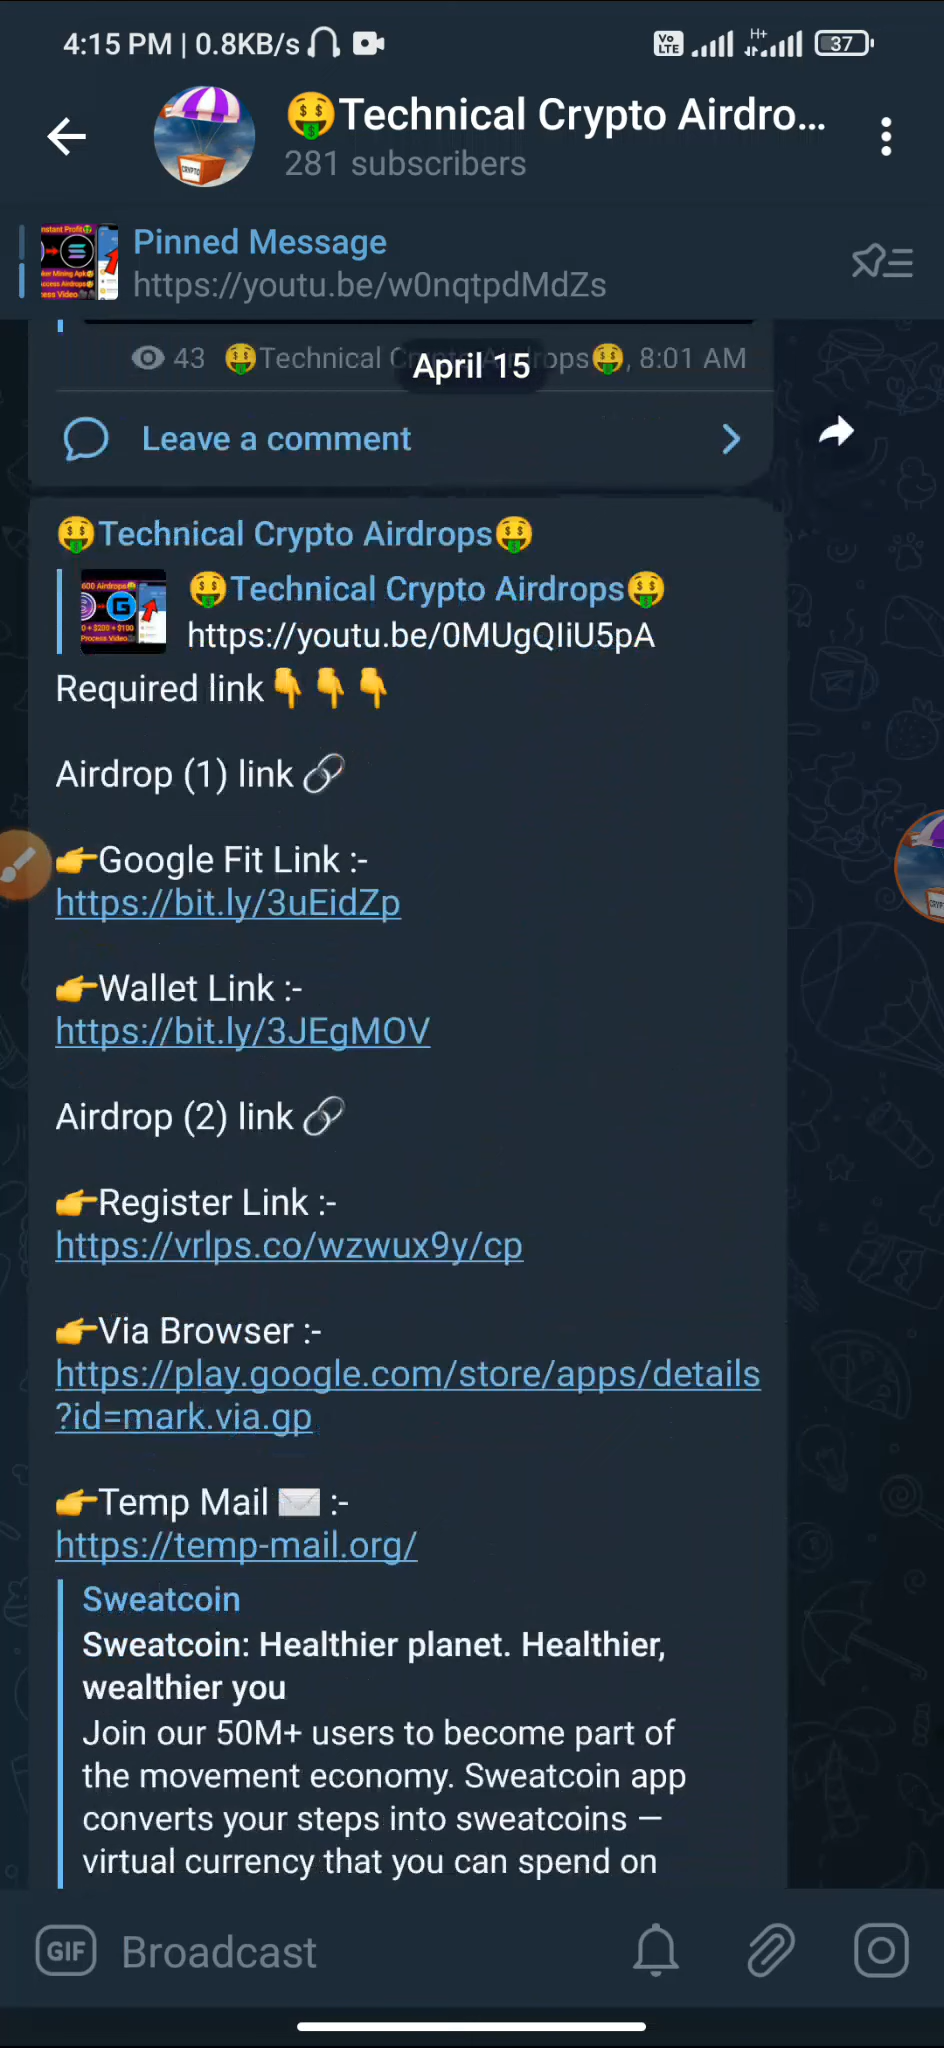 4:15 PM | 0.8KB/s
Vo LTE
H+
37
🤑Technical Crypto Airdro...
281 subscribers
Pinned Message
https://youtu.be/w0nqtpdMdZs
43 🤑Technical Crypto Airdrops🤑, 8:01 AM
April 15
Leave a comment
🤑Technical Crypto Airdrops🤑
🤑Technical Crypto Airdrops🤑
https://youtu.be/0MUgQIiU5pA
Required link👇👇👇
Airdrop (1) link🔗
👉Google Fit Link :-
https://bit.ly/3uEidZp
👉Wallet Link :-
https://bit.ly/3JEgMOV
Airdrop (2) link🔗
👉Register Link :-
https://vrlps.co/wzwux9y/cp
👉Via Browser :-
https://play.google.com/store/apps/details
?id=mark.via.gp
👉Temp Mail ✉️ :-
https://temp-mail.org/
Sweatcoin
Sweatcoin: Healthier planet. Healthier,
wealthier you
Join our 50M+ users to become part of
the movement economy. Sweatcoin app
converts your steps into sweatcoins —
virtual currency that you can spend on
GIF Broadcast